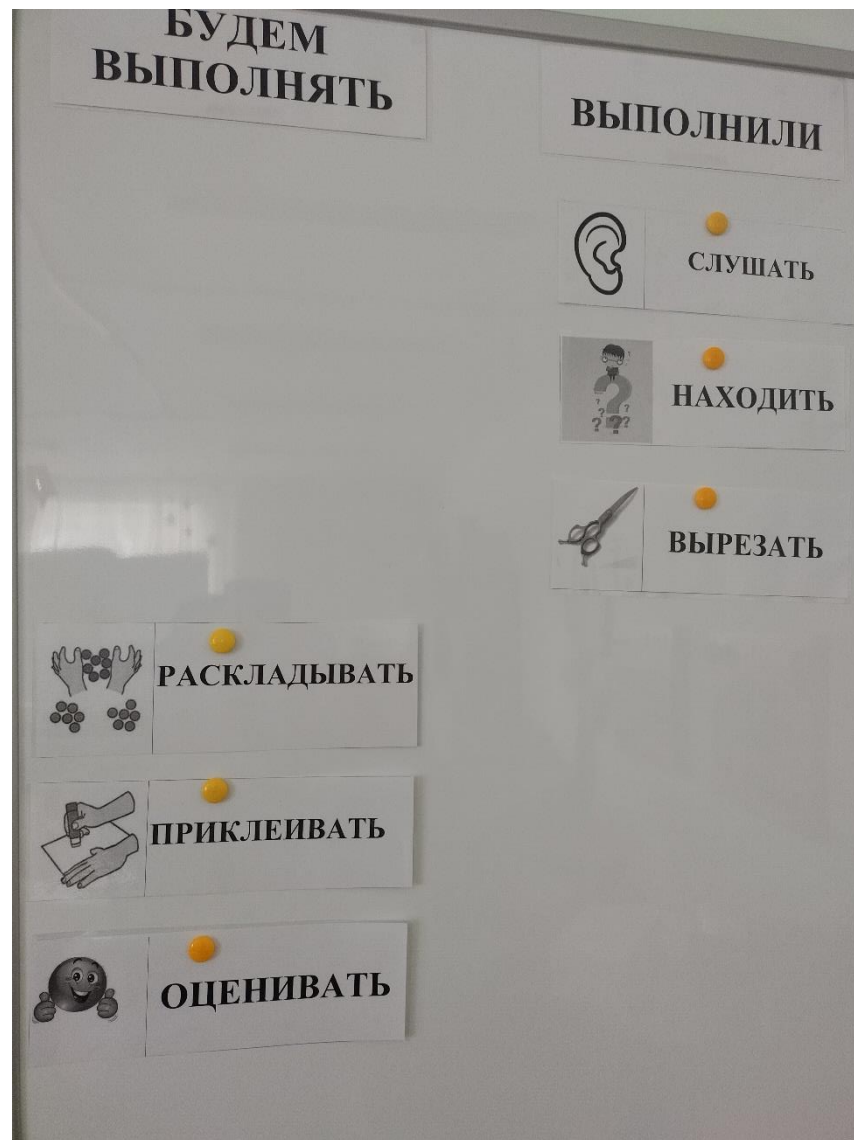 БУДЕМ
ВЫПОЛНЯТЬ
ВЫПОЛНИЛИ
СЛУШАТЬ
НАХОДИТЬ
ВЫРЕЗАТЬ
РАСКЛАДЫВАТЬ
ПРИКЛЕИВАТЬ
ОЦЕНИВАТЬ